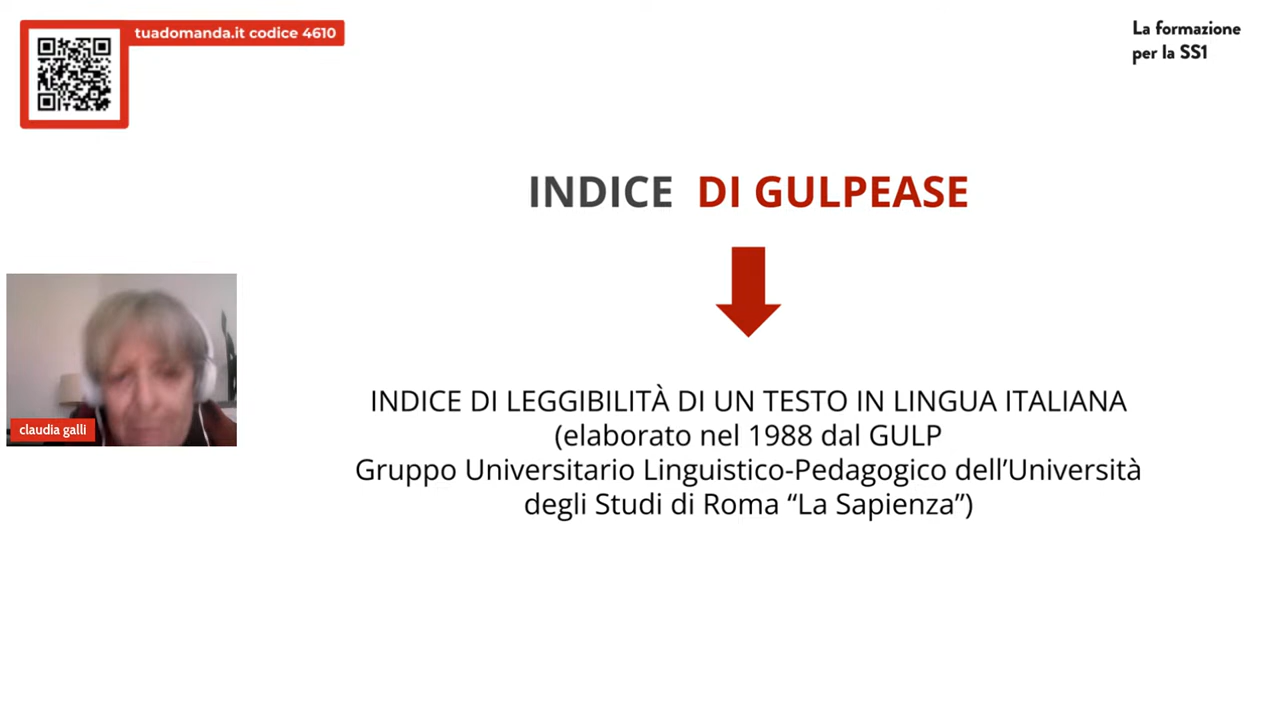 tuadomanda.it codice 4610
La formazione
per la SS1
INDICE DI GULPEASE
claudia galli
INDICE DI LEGGIBILITÀ DI UN TESTO IN LINGUA ITALIANA
(elaborato nel 1988 dal GULP
Gruppo Universitario Linguistico-Pedagogico dell’Università
degli Studi di Roma “La Sapienza”)